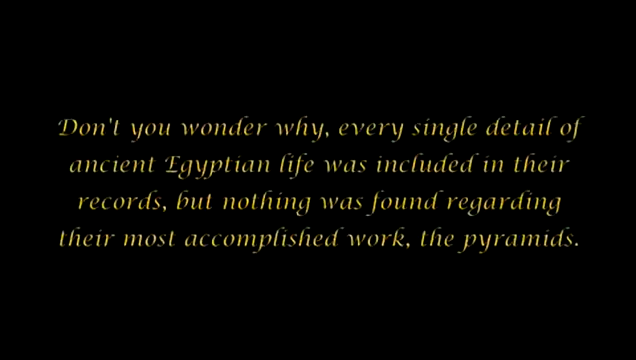 Don't you wonder why, every single detail of
ancient Egyptian life was included in their
records, but nothing was found regarding
their most accomplished work, the pyramids.